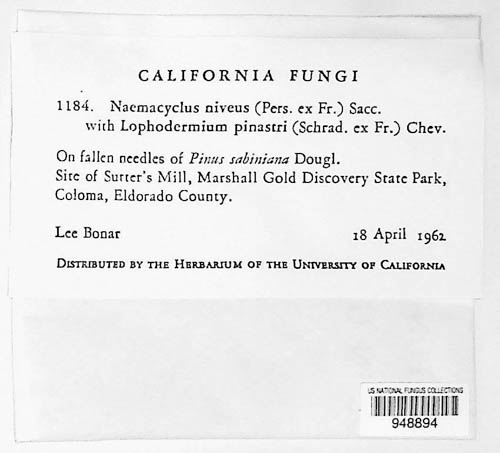 CALIFORNIA FUNGI
1184. Naemacyclus niveus (Pers. ex Fr.) Sacc.
with Lophodermium pinastri (Schrad. ex Fr.) Chev.
On fallen needles of Pinus sabiniana Dougl.
Site of Sutter's Mill, Marshall Gold Discovery State Park,
Coloma, Eldorado County.
Lee Bonar 18 April 1962
DISTRIBUTED BY THE HERBARIUM OF THE UNIVERSITY OF CALIFORNIA
US NATIONAL FUNGUS COLLECTIONS
948894